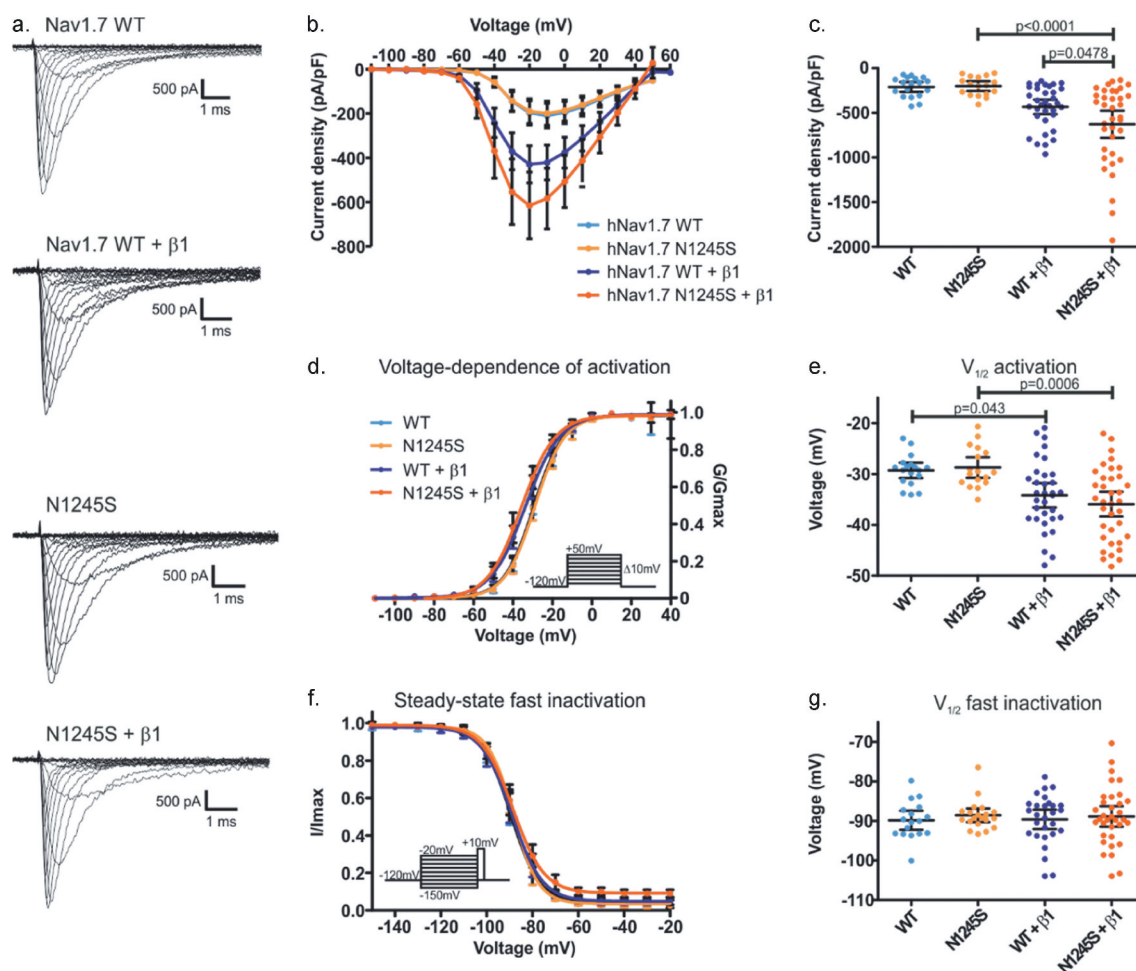 a.
Nav1.7 WT
500 pA
1 ms
Nav1.7 WT + β1
500 pA
1 ms
N1245S
500 pA
1 ms
N1245S + β1
500 pA
1 ms
b.
Voltage (mV)
-100 -80 -60 -40 -20 0 20 40 60
0
-200
-400
-600
-800
Current density (pA/pF)
hNav1.7 WT
hNav1.7 N1245S
hNav1.7 WT + β1
hNav1.7 N1245S + β1
c.
p<0.0001
p=0.0478
0
-500
-1000
-1500
-2000
Current density (pA/pF)
WT
N1245S
WT + β1
N1245S + β1
d.
Voltage-dependence of activation
WT
N1245S
WT + β1
N1245S + β1
1.0
0.8
0.6
0.4
0.2
0
G/Gmax
+50mV
-120mV
Δ10mV
-100 -80 -60 -40 -20 0 20 40
Voltage (mV)
e.
V1/2 activation
p=0.0006
p=0.043
-20
-30
-40
-50
Voltage (mV)
WT
N1245S
WT + β1
N1245S + β1
f.
Steady-state fast inactivation
1.0
0.8
0.6
0.4
0.2
0.0
I/Imax
+10mV
-20mV
-120mV
-150mV
-140 -120 -100 -80 -60 -40 -20
Voltage (mV)
g.
V1/2 fast inactivation
-70
-80
-90
-100
-110
Voltage (mV)
WT
N1245S
WT + β1
N1245S + β1